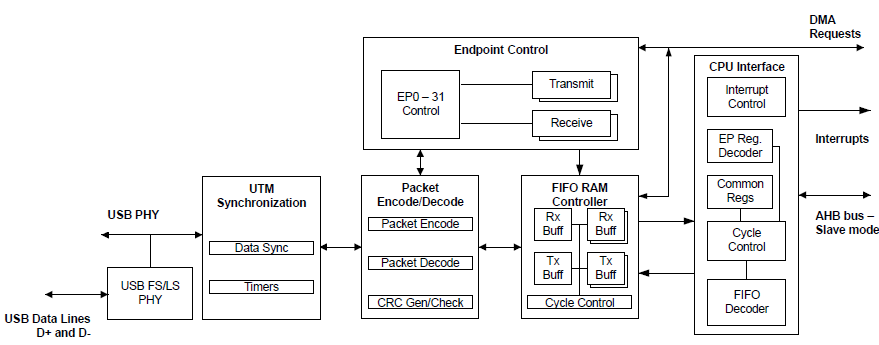 DMA
Requests
Endpoint Control
CPU Interface
EP0 – 31
Control
Transmit
Receive
Interrupt
Control
Interrupts
EP Reg.
Decoder
Common
Regs
AHB bus –
Slave mode
Cycle
Control
FIFO
Decoder
UTM
Synchronization
Data Sync
Timers
Packet
Encode/Decode
Packet Encode
Packet Decode
CRC Gen/Check
FIFO RAM
Controller
Rx
Buff
Rx
Buff
Tx
Buff
Tx
Buff
Cycle Control
USB PHY
USB FS/LS
PHY
USB Data Lines
D+ and D-